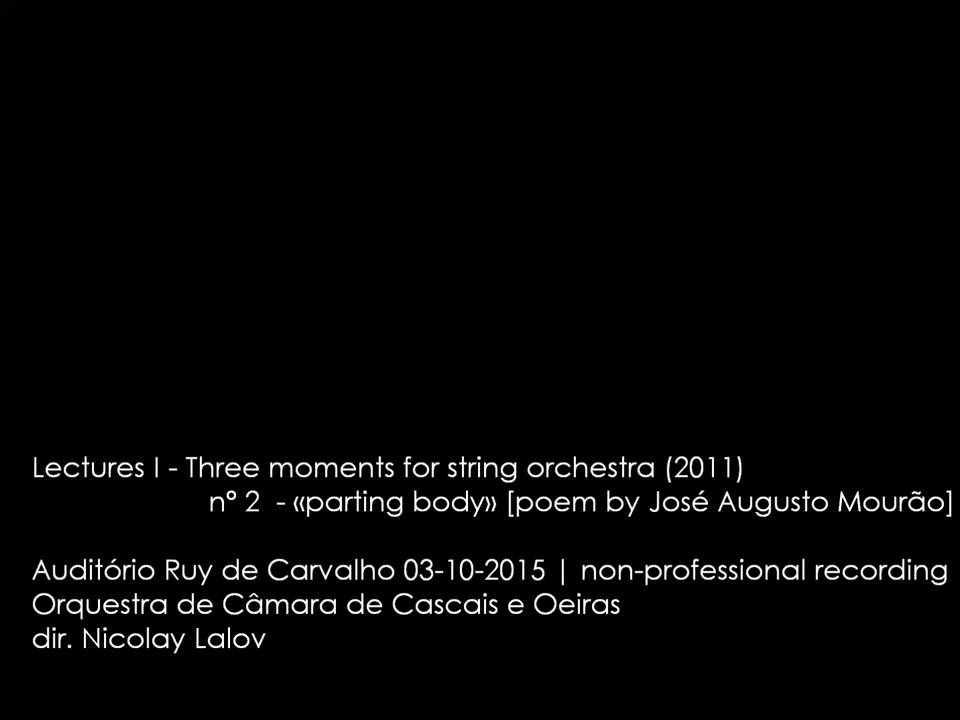 Lectures I - Three moments for string orchestra (2011)
nº 2 - «parting body» [poem by José Augusto Mourão]
Auditório Ruy de Carvalho 03-10-2015 | non-professional recording
Orquestra de Câmara de Cascais e Oeiras
dir. Nicolay Lalov